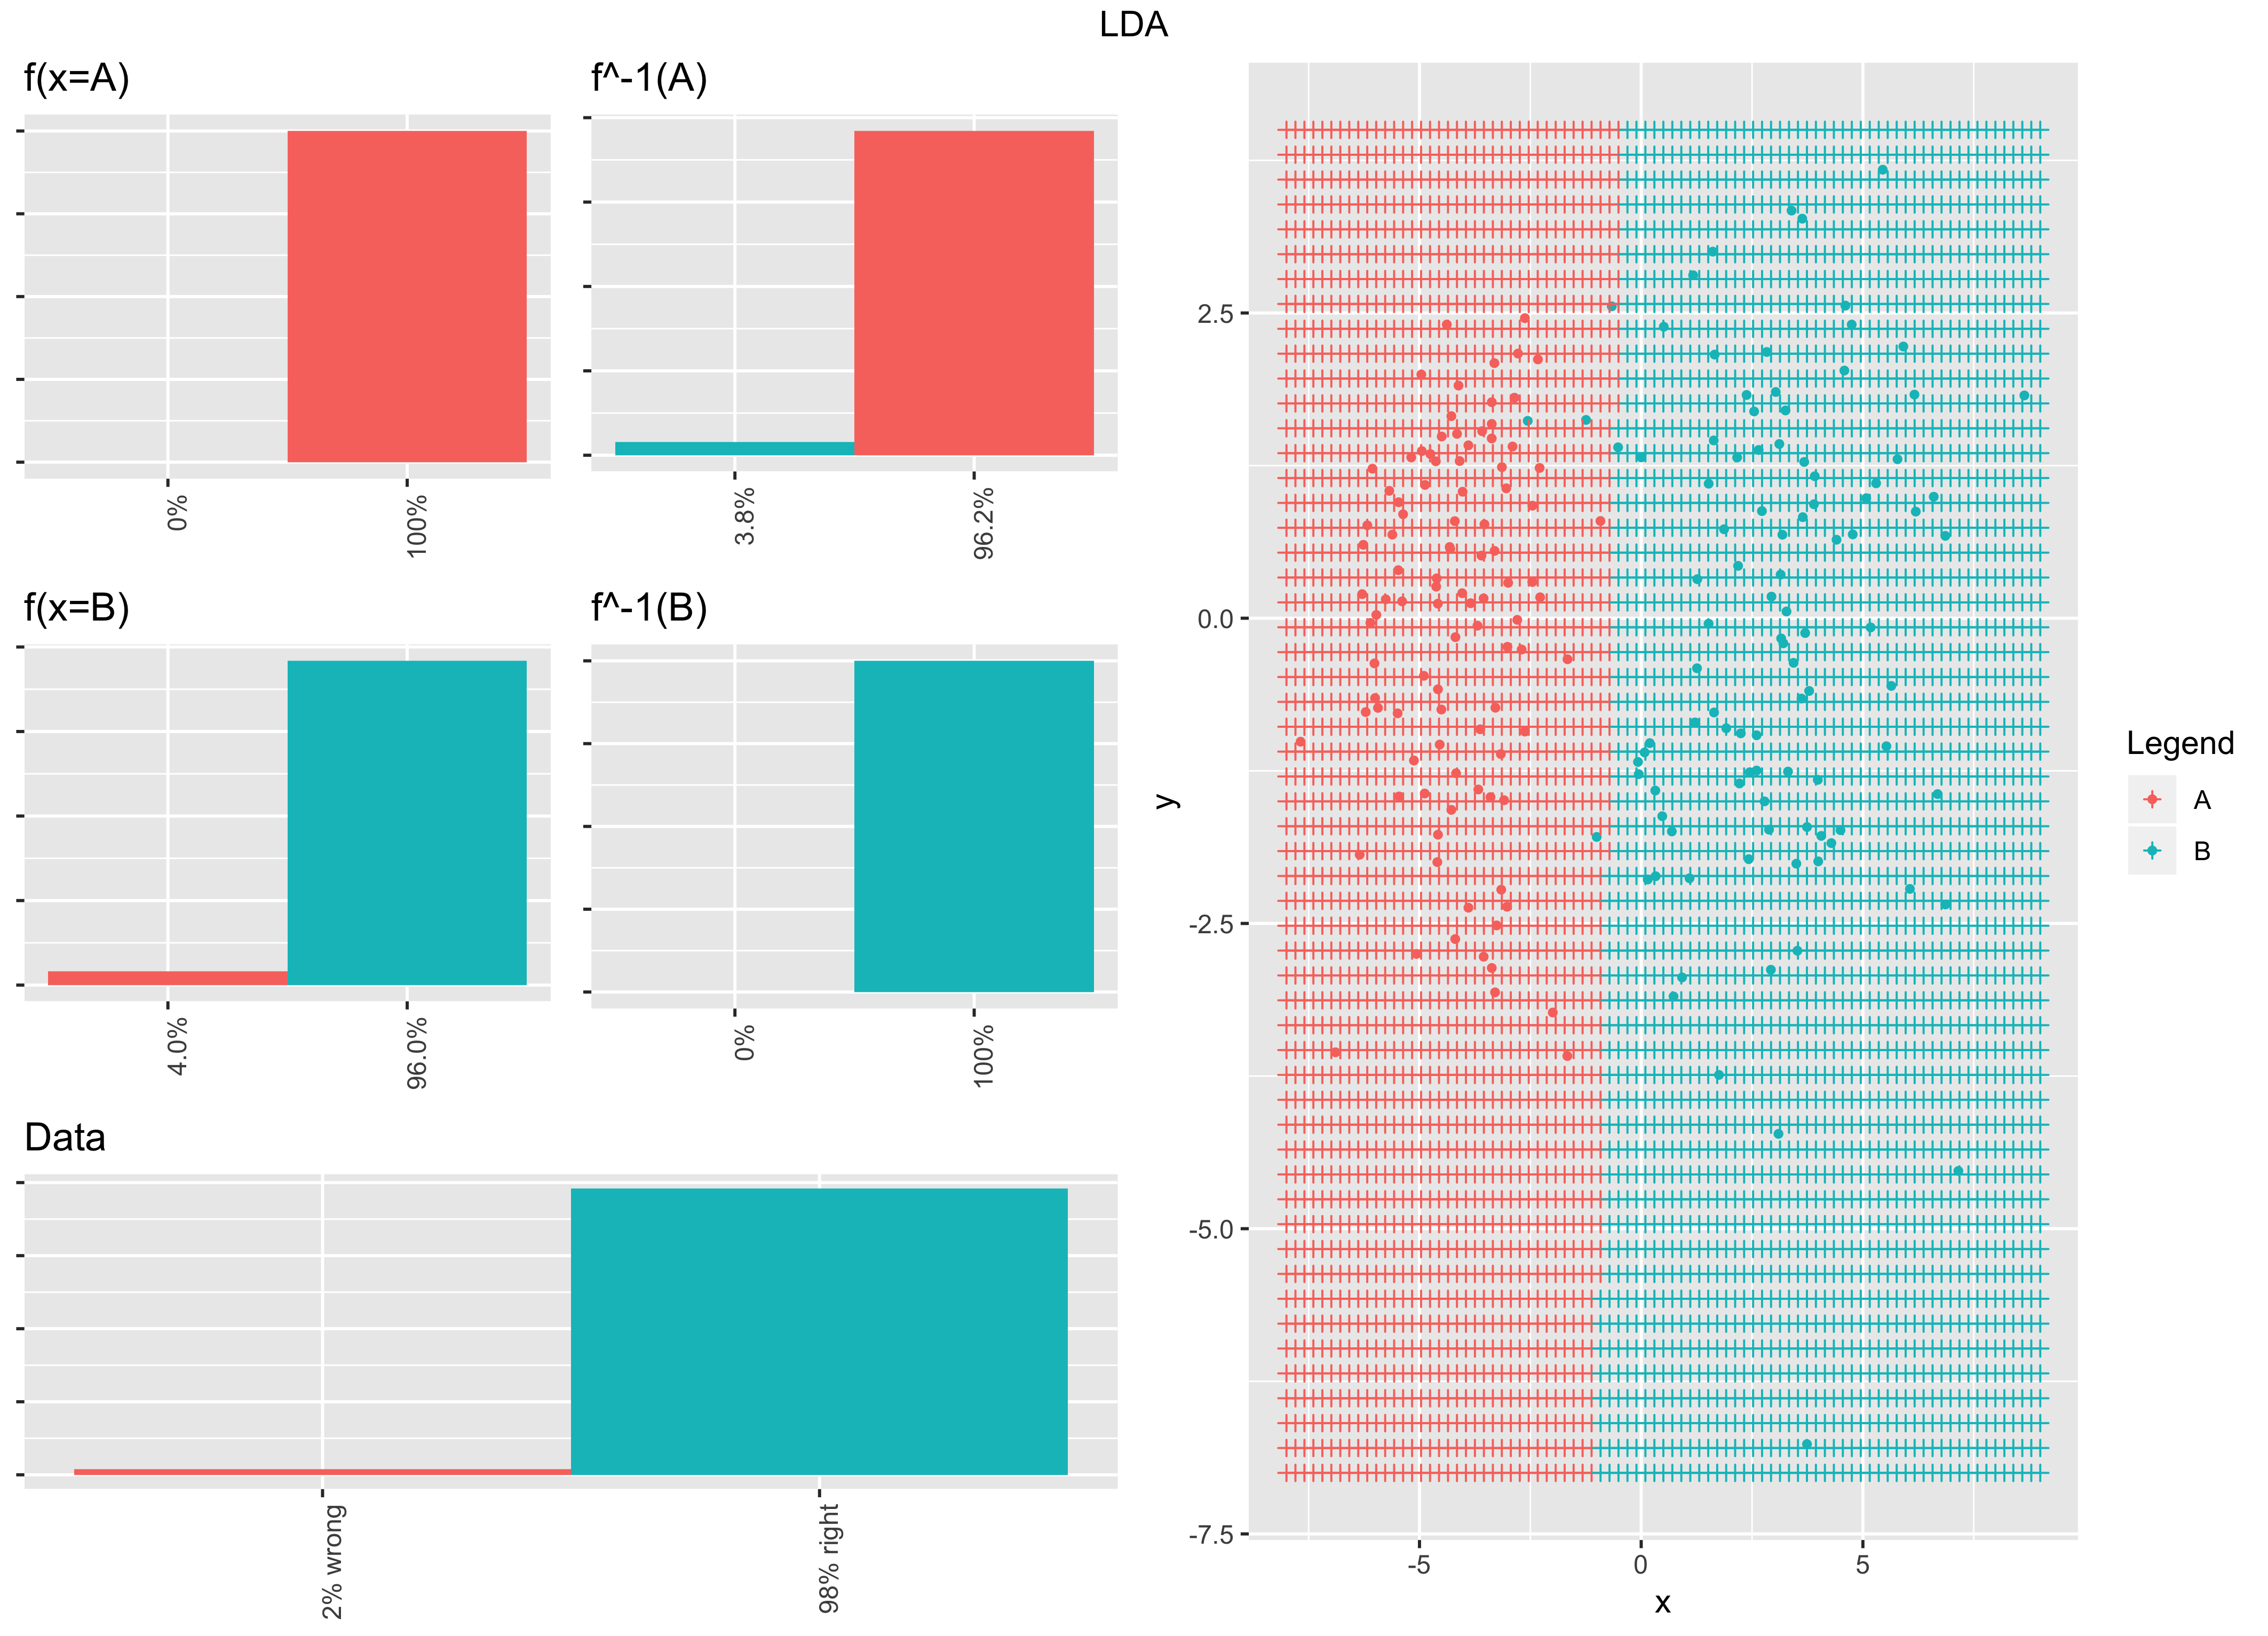 LDA
f(x=A)
0%
100%
f^-1(A)
3.8%
96.2%
f(x=B)
4.0%
96.0%
f^-1(B)
0%
100%
Data
2% wrong
98% right
y
2.5
0.0
-2.5
-5.0
-7.5
-5
0
5
x
Legend
A
B